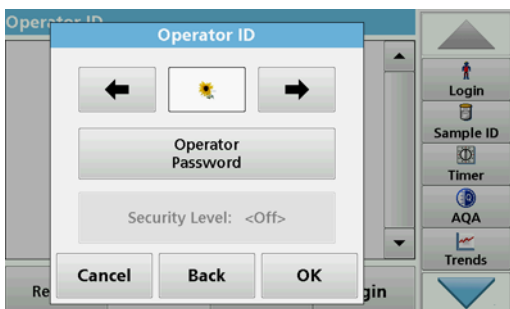 Operator ID
Operator ID
Login
Sample ID
Operator
Password
Timer
Security Level: <Off>
AQA
Trends
Cancel
Back
OK